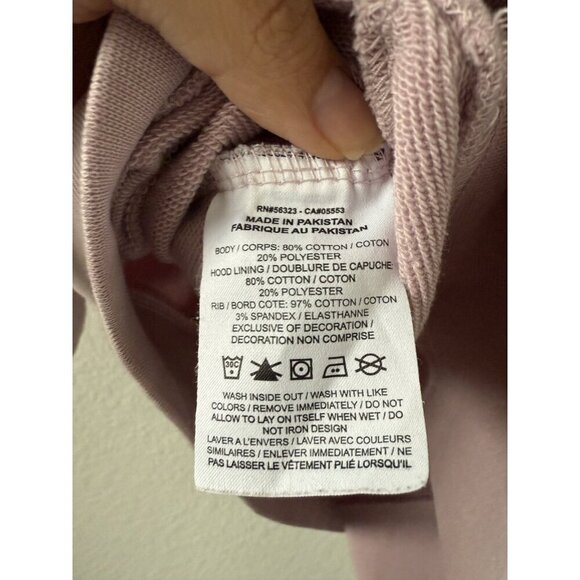 RN#56323 - CA#05553
MADE IN PAKISTAN
FABRIQUE AU PAKISTAN
BODY / CORPS: 80% COTTON / COTON
20% POLYESTER
HOOD LINING / DOUBLURE DE CAPUCHE:
80% COTTON / COTON
20% POLYESTER
RIB / BORD COTE: 97% COTTON / COTON
3% SPANDEX / ELASTHANNE
EXCLUSIVE OF DECORATION /
DECORATION NON COMPRISE
30C
WASH INSIDE OUT / WASH WITH LIKE
COLORS / REMOVE IMMEDIATELY / DO NOT
ALLOW TO LAY ON ITSELF WHEN WET / DO
NOT IRON DESIGN
LAVER A L'ENVERS / LAVER AVEC COULEURS
SIMILAIRES / ENLEVER IMMEDIATEMENT / NE
PAS LAISSER LE VÊTEMENT PLIÉ LORSQU'IL